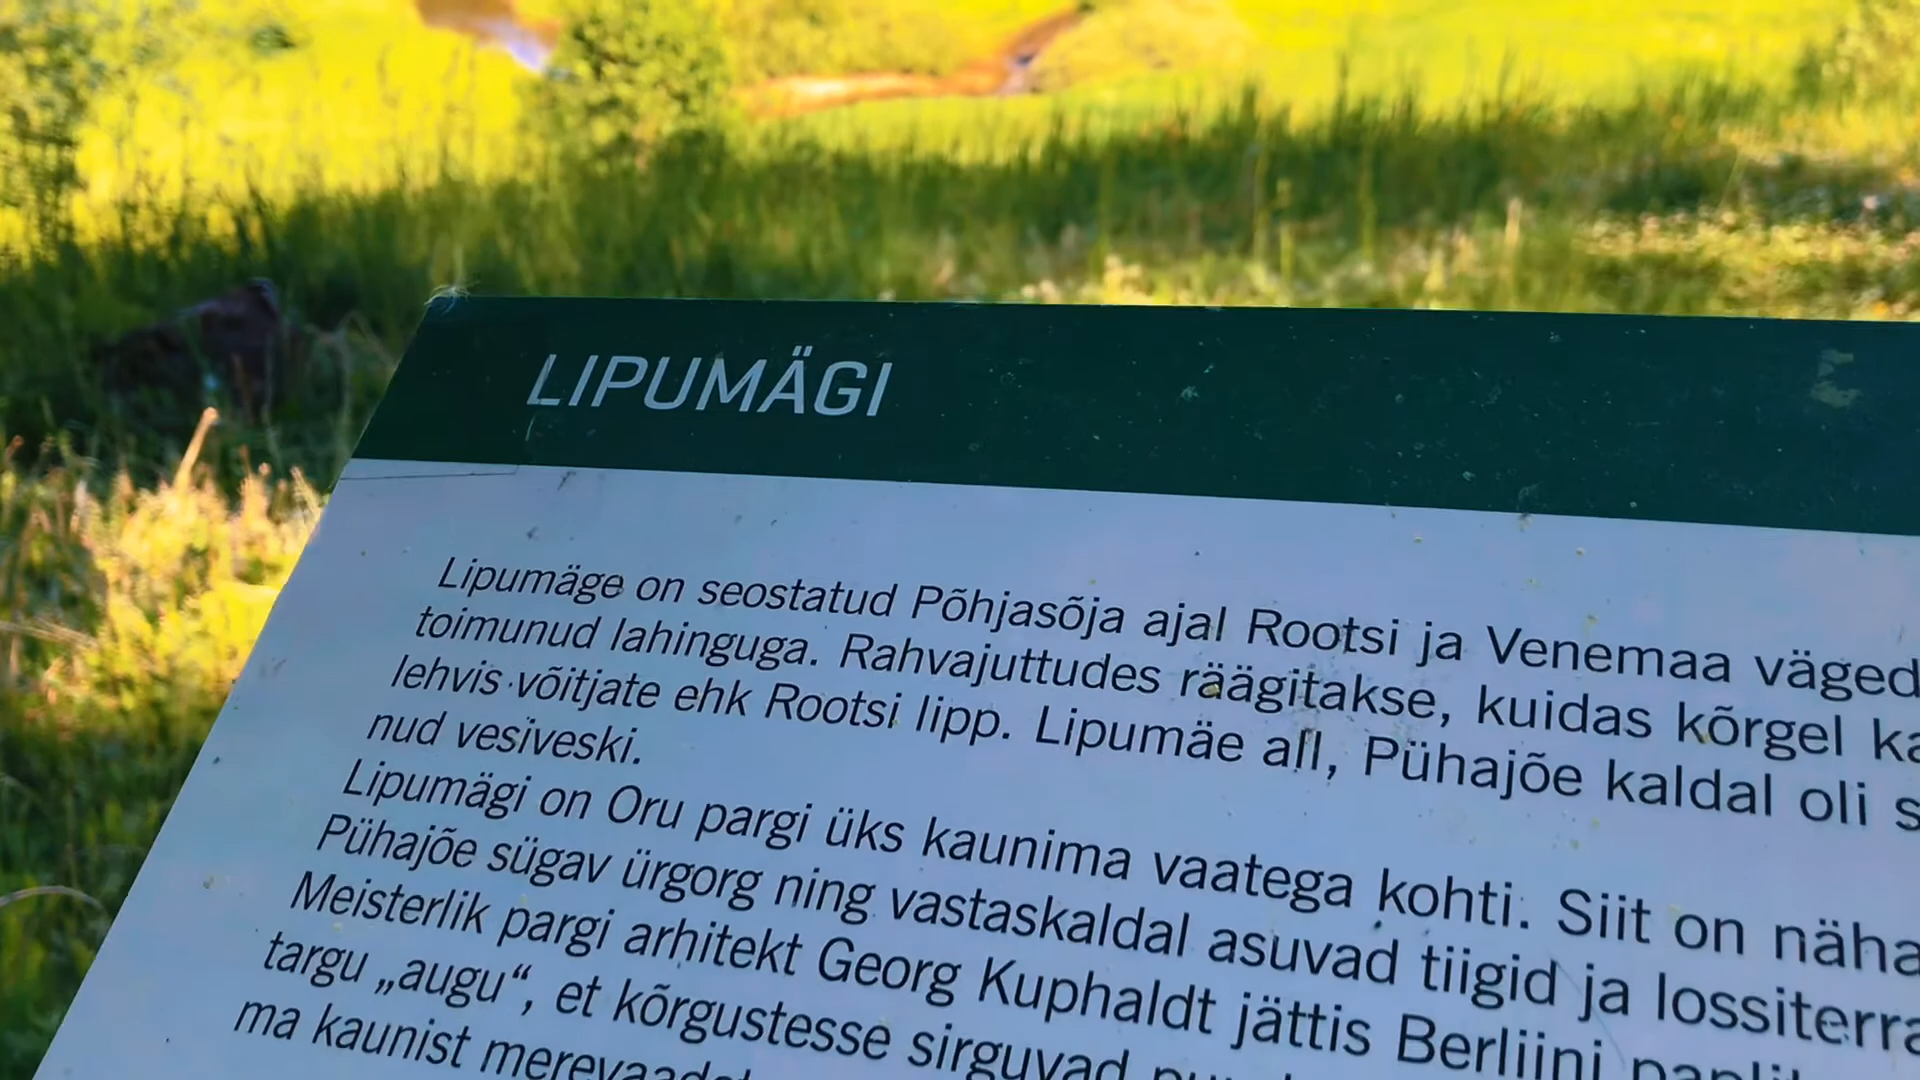 LIPUMÄGI
Lipumäge on seostatud Põhjasõja ajal Rootsi ja Venemaa väged
toimunud lahinguga. Rahvajuttudes räägitakse, kuidas kõrgel
lehvis võitjate ehk Rootsi lipp. Lipumäe all, Pühajõe kaldal oli
nud vesiveski.
Lipumägi on Oru pargi üks kaunima vaatega kohti. Siit on näha
Pühajõe sügav ürgorg ning vastaskaldal asuvad tiigid ja lossiterra
Meisterlik pargi arhitekt Georg Kuphaldt jättis Berliini
targu „augu“, et kõrgustesse sirguvad
ma kaunist